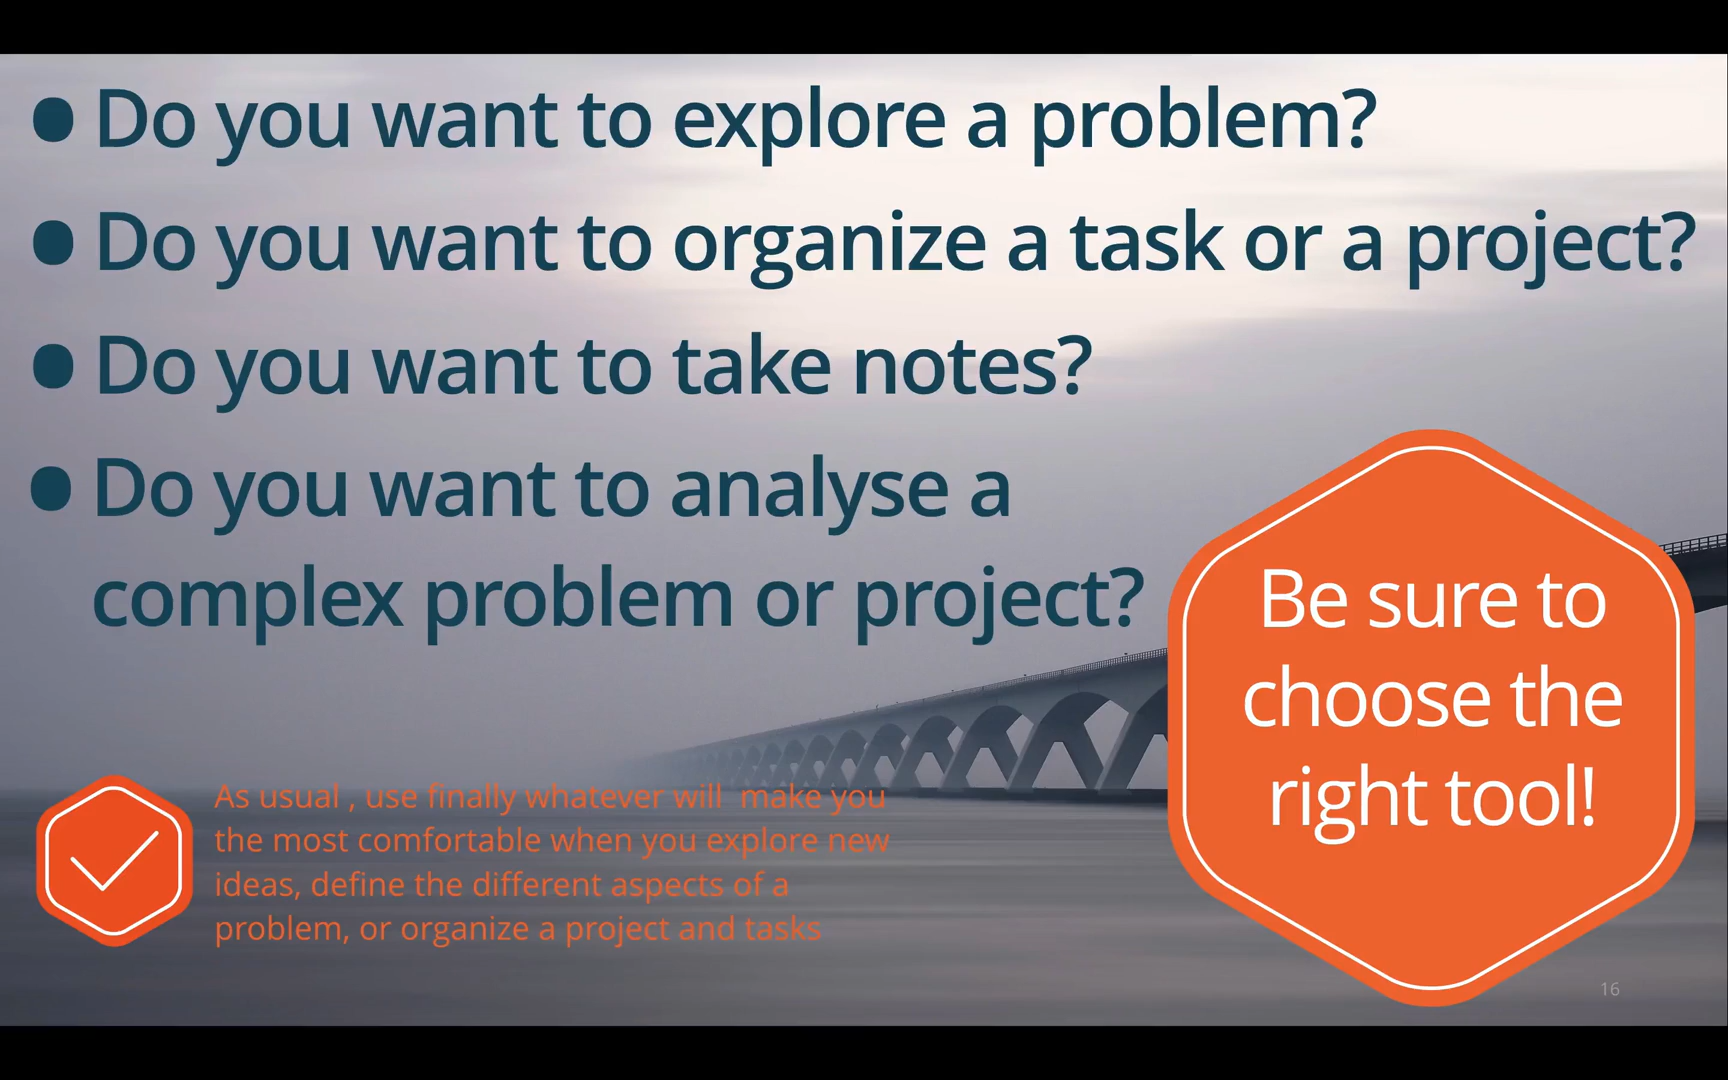 • Do you want to explore a problem?
• Do you want to organize a task or a project?
• Do you want to take notes?
• Do you want to analyse a
complex problem or project?
Be sure to
choose the
right tool!
As usual , use finally whatever will  make you
the most comfortable when you explore new
ideas, define the different aspects of a
problem, or organize a project and tasks
16